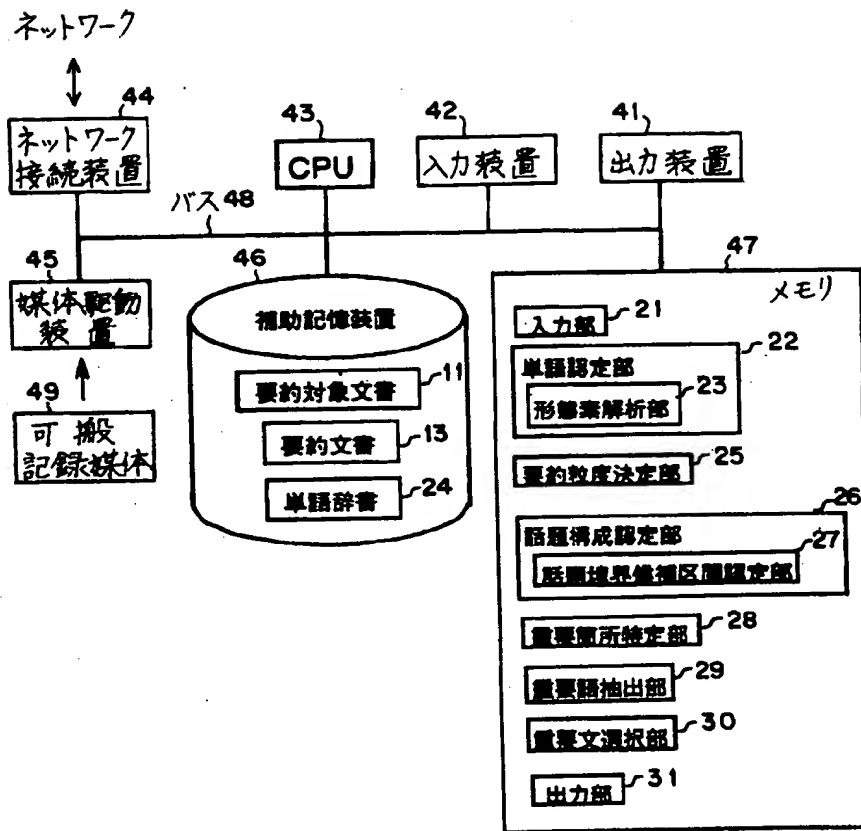 ネットワーク
44
ネットワーク
接続装置
43
CPU
42
入力装置
41
出力装置
バス 48
45
媒体駆動
装置
49
可搬
記録媒体
46
補助記憶装置
要約対象文書 11
要約文書 13
単語辞書 24
47
メモリ
入力部 21
22
単語認定部
形態素解析部 23
要約粒度決定部 25
26
話題構成認定部
27
話題境界候補区間認定部
重要箇所特定部 28
重要語抽出部 29
重要文選択部 30
出力部 31